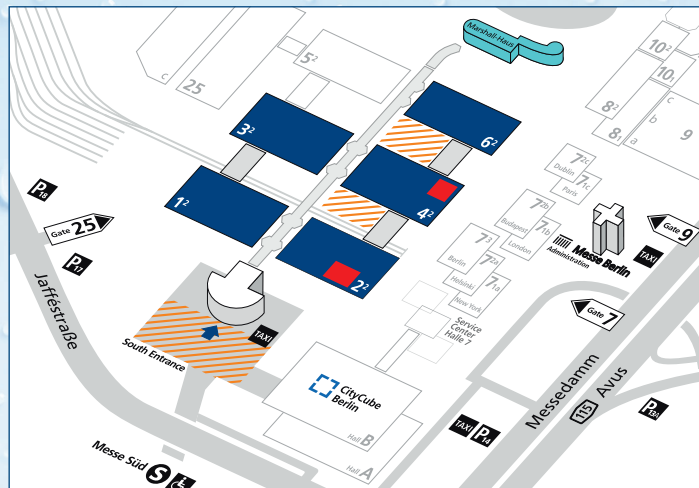 Marshall-Haus
10²
10₁
c
25
5²
8²
8₁
c
b
a
9
3²
6²
7²c
Dublin
7₁c
Paris
1²
4²
7²b
Budapest
7₁b
London
P18
Gate 25
P17
Jafféstraße
7³
Berlin
7²a
Helsinki
7₁a
New York
Administration
Messe Berlin
TAXI
Gate 9
2²
Gate 7
TAXI
South Entrance
Service
Center
Halle 7
CityCube
Berlin
Hall B
Hall A
Messedamm
115
Avus
TAXI
P14
Messe Süd
S